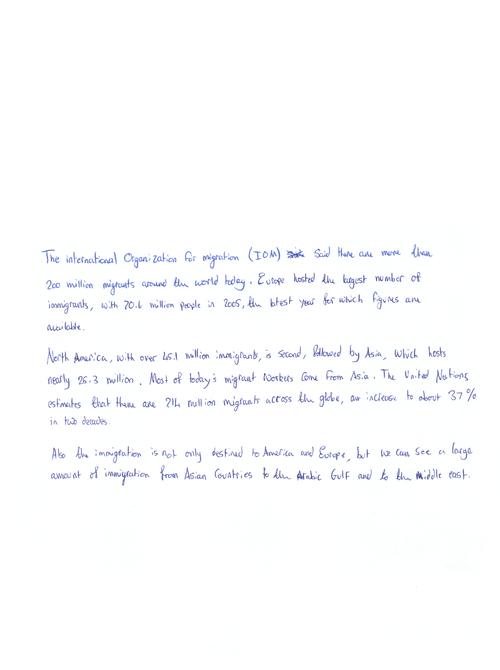 The international Organization for migration (IOM) Said there are more then
200 million migrants around the world today. Europe hosted the largest number of
immigrants, with 70.6 million people in 2005, the latest year for which figures are
available.
North America, with over 45.1 million immigrants, is second, followed by Asia, which hosts
nearly 25.3 million. Most of today's migrant workers come from Asia. The United Nations
estimates that there are 214 million migrants across the globe, an increase to about 37%
in two decades.
Also the immigration is not only destined to America and Europe, but we can see a large
amount of immigration from Asian Countries to the Arabic Gulf and to the Middle east.